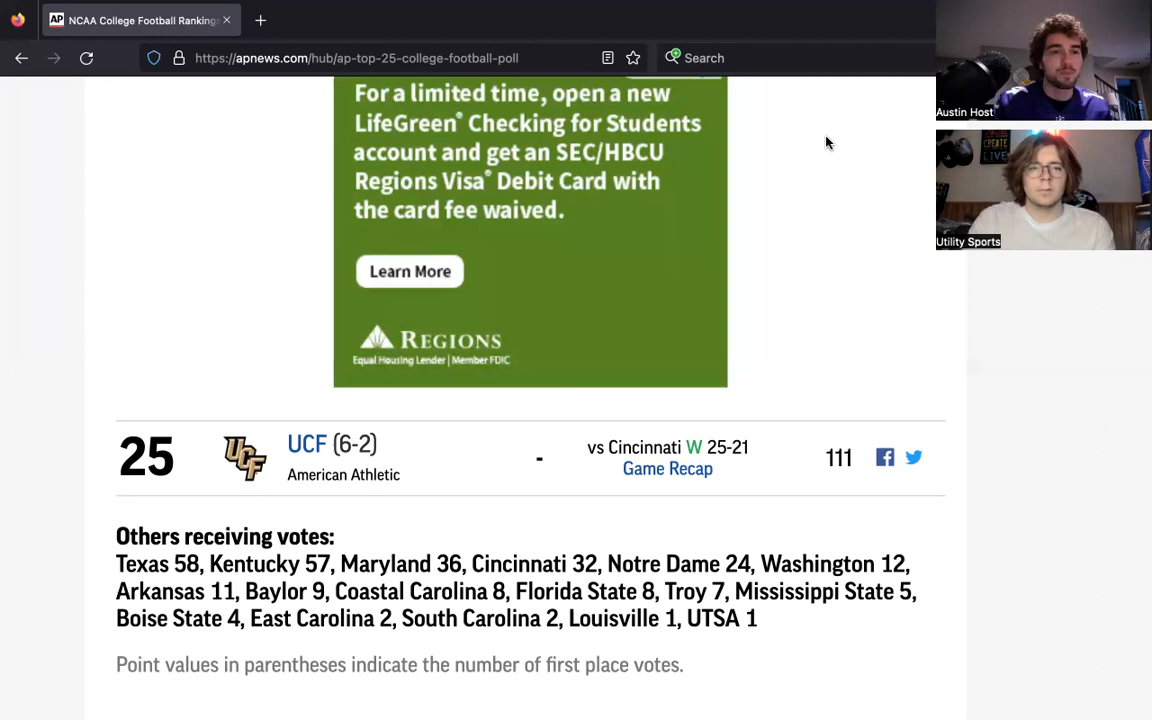 NCAA College Football Rankings
https://apnews.com/hub/ap-top-25-college-football-poll
Search
Austin Host
Utility Sports
For a limited time, open a new
LifeGreen® Checking for Students
account and get an SEC/HBCU
Regions Visa® Debit Card with
the card fee waived.
Learn More
REGIONS
Equal Housing Lender | Member FDIC
25
UCF
UCF (6-2)
American Athletic
-
vs Cincinnati W 25-21
Game Recap
111
Others receiving votes:
Texas 58, Kentucky 57, Maryland 36, Cincinnati 32, Notre Dame 24, Washington 12,
Arkansas 11, Baylor 9, Coastal Carolina 8, Florida State 8, Troy 7, Mississippi State 5,
Boise State 4, East Carolina 2, South Carolina 2, Louisville 1, UTSA 1
Point values in parentheses indicate the number of first place votes.